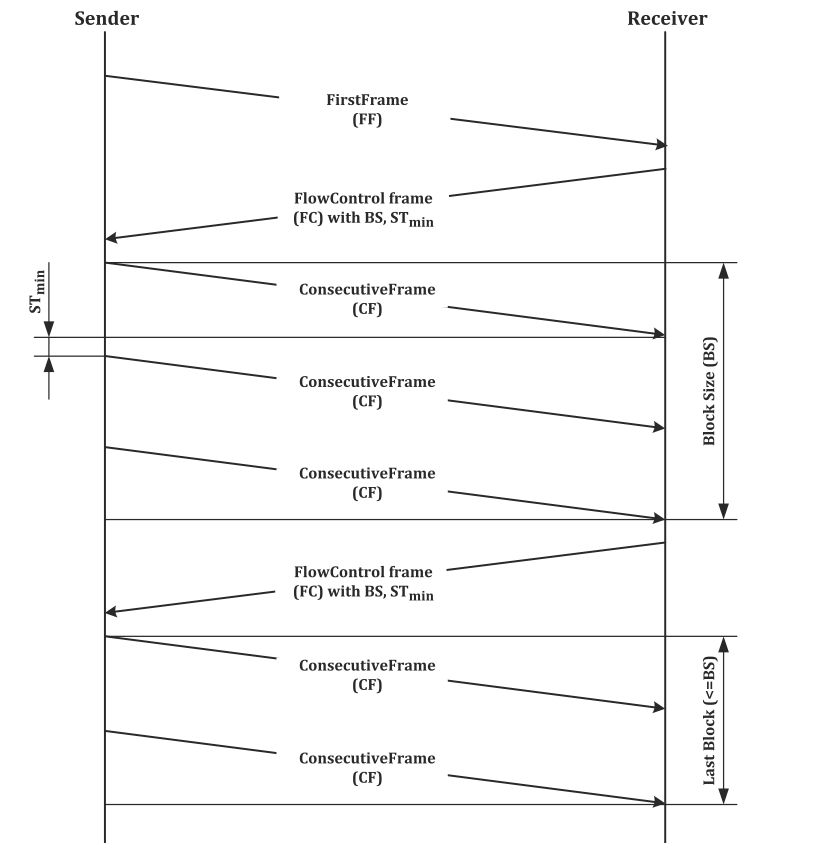 Sender
Receiver
FirstFrame
(FF)
FlowControl frame
(FC) with BS, STmin
STmin
ConsecutiveFrame
(CF)
Block Size (BS)
ConsecutiveFrame
(CF)
ConsecutiveFrame
(CF)
FlowControl frame
(FC) with BS, STmin
ConsecutiveFrame
(CF)
Last Block (<=BS)
ConsecutiveFrame
(CF)